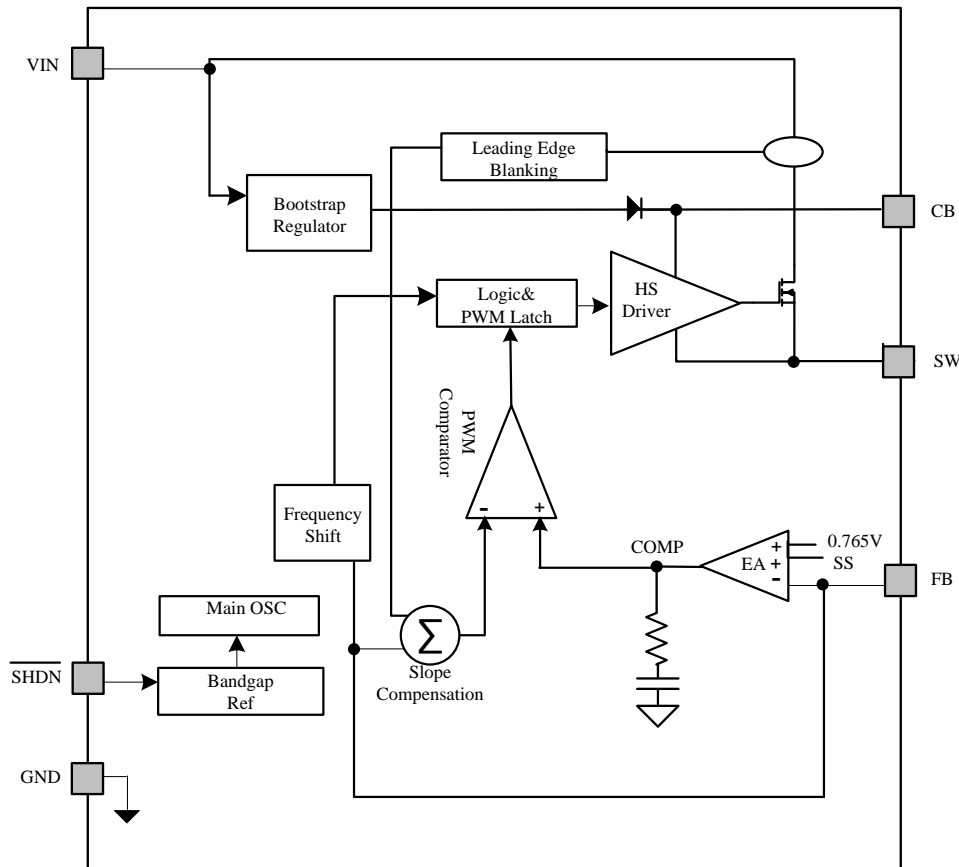 VIN
Leading Edge
Blanking
Bootstrap
Regulator
CB
Logic&
PWM Latch
HS
Driver
SW
PWM
Comparator
-
+
Frequency
Shift
COMP
EA
+
+
-
0.765V
SS
FB
Main OSC
Σ
SHDN
Bandgap
Ref
Slope
Compensation
GND